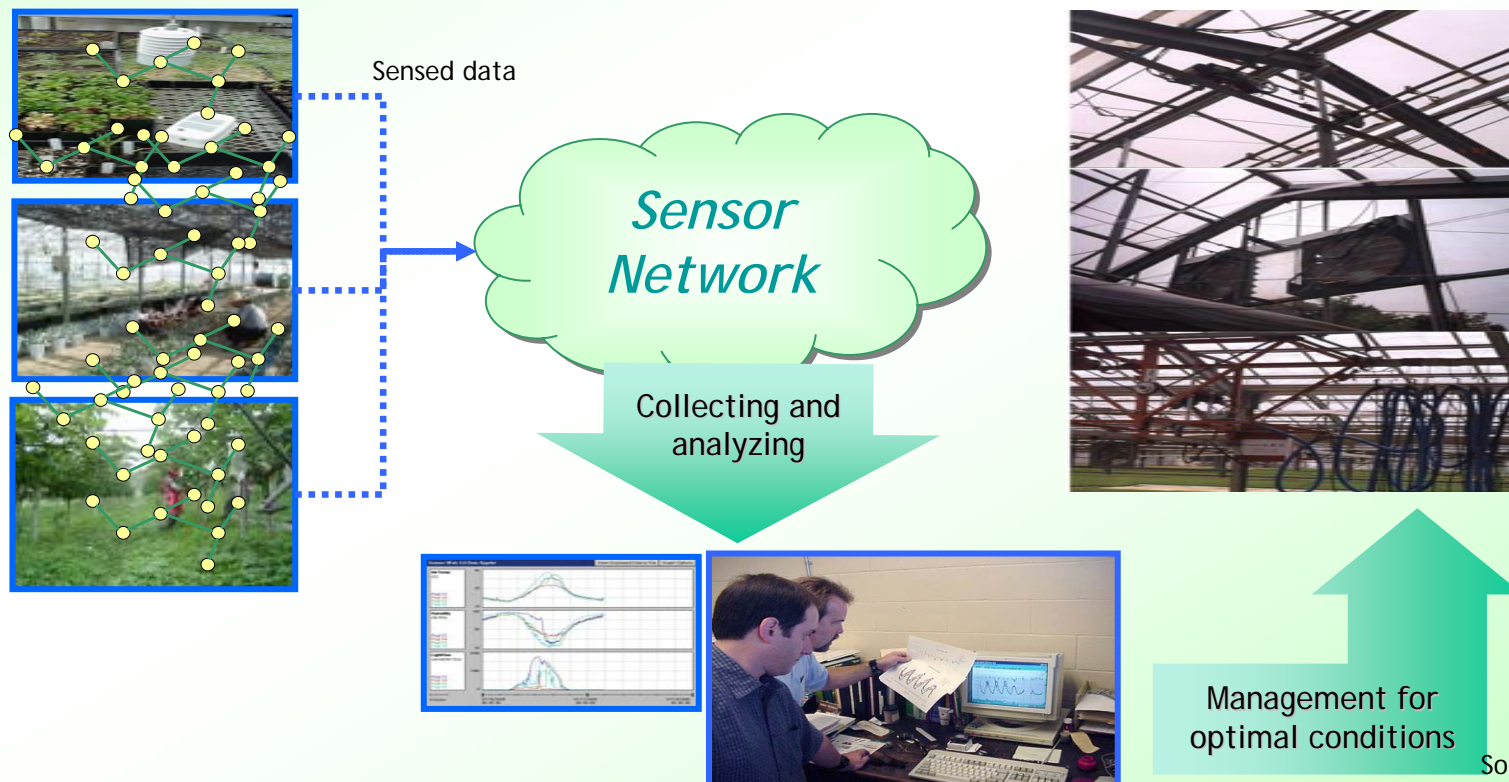 Sensed data
Sensor
Network
Collecting and
analyzing
Management for
optimal conditions
So